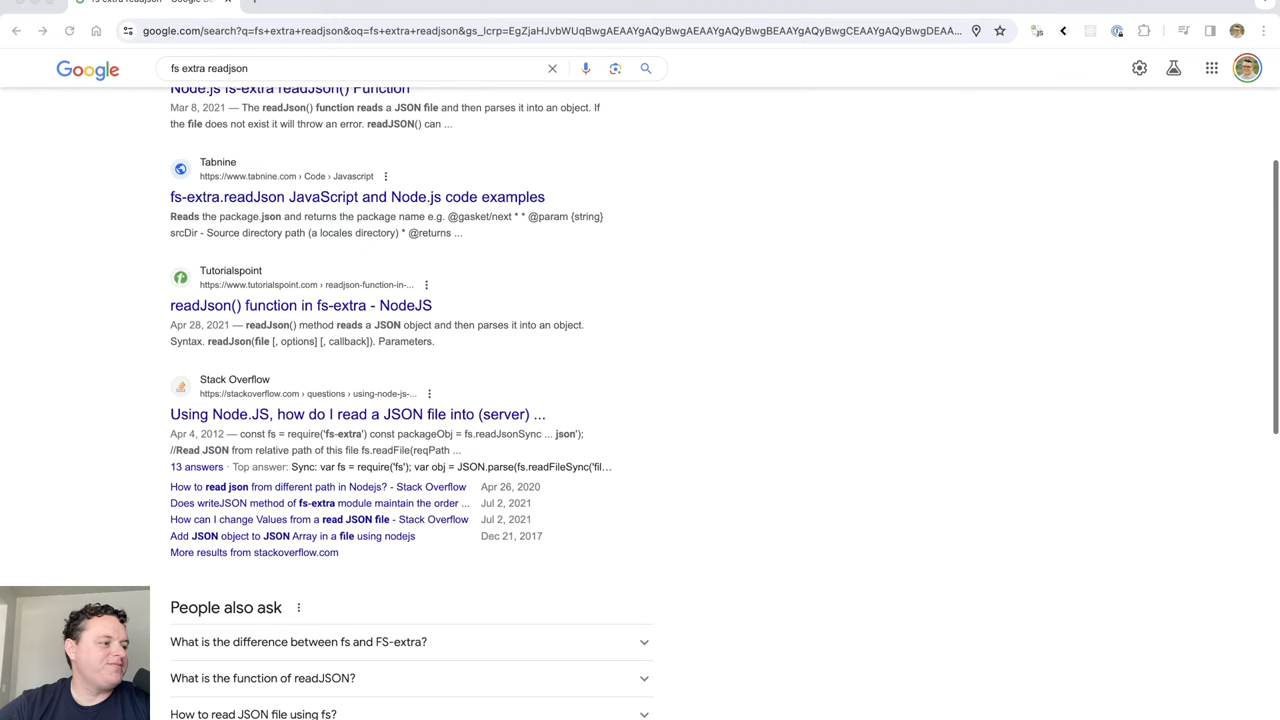 fs extra readjson - Google Se
google.com/search?q=fs+extra+readjson&oq=fs+extra+readjson&gs_lcrp=EgZjaHJvbWUqBwgAEAAYgAQyBwgAEAAYgAQyBwgBEAAYgAQyBwgCEAAYgAQyBwgDEAA...
Google
fs extra readjson
Node.js fs-extra readJson() Function
Mar 8, 2021 — The readJson() function reads a JSON file and then parses it into an object. If
the file does not exist it will throw an error. readJSON() can ...
Tabnine
https://www.tabnine.com › Code › Javascript
fs-extra.readJson JavaScript and Node.js code examples
Reads the package.json and returns the package name e.g. @gasket/next * * @param {string}
srcDir - Source directory path (a locales directory) * @returns ...
Tutorialspoint
https://www.tutorialspoint.com › readjson-function-in-...
readJson() function in fs-extra - NodeJS
Apr 28, 2021 — readJson() method reads a JSON object and then parses it into an object.
Syntax. readJson(file [, options] [, callback]). Parameters.
Stack Overflow
https://stackoverflow.com › questions › using-node-js-...
Using Node.JS, how do I read a JSON file into (server) ...
Apr 4, 2012 — const fs = require('fs-extra') const packageObj = fs.readJsonSync ... json');
//Read JSON from relative path of this file fs.readFile(reqPath ...
13 answers · Top answer: Sync: var fs = require('fs'); var obj = JSON.parse(fs.readFileSync('fil...
How to read json from different path in Nodejs? - Stack Overflow Apr 26, 2020
Does writeJSON method of fs-extra module maintain the order ... Jul 2, 2021
How can I change Values from a read JSON file - Stack Overflow Jul 2, 2021
Add JSON object to JSON Array in a file using nodejs Dec 21, 2017
More results from stackoverflow.com
People also ask
What is the difference between fs and FS-extra?
What is the function of readJSON?
How to read JSON file using fs?